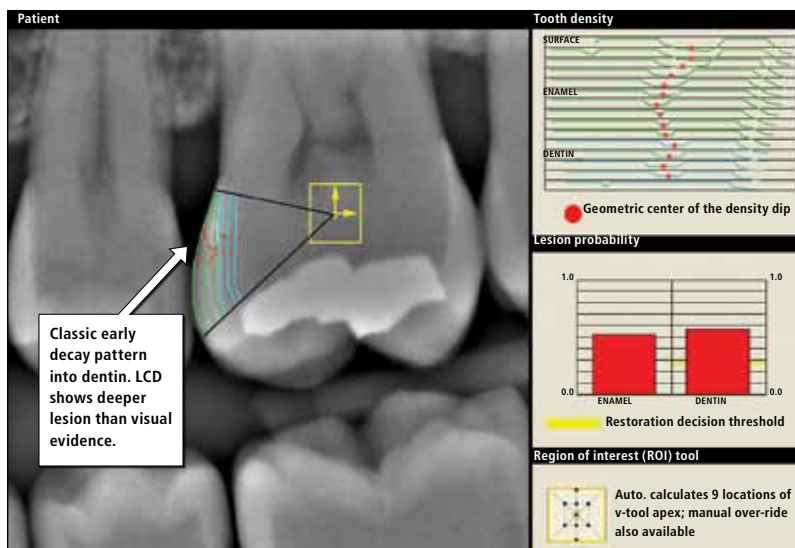 Patient
Classic early
decay pattern
into dentin. LCD
shows deeper
lesion than visual
evidence.
Tooth density
SURFACE
ENAMEL
DENTIN
Geometric center of the density dip
Lesion probability
1.0 1.0
0.0 0.0
ENAMEL DENTIN
Restoration decision threshold
Region of interest (ROI) tool
Auto. calculates 9 locations of
v-tool apex; manual over-ride
also available